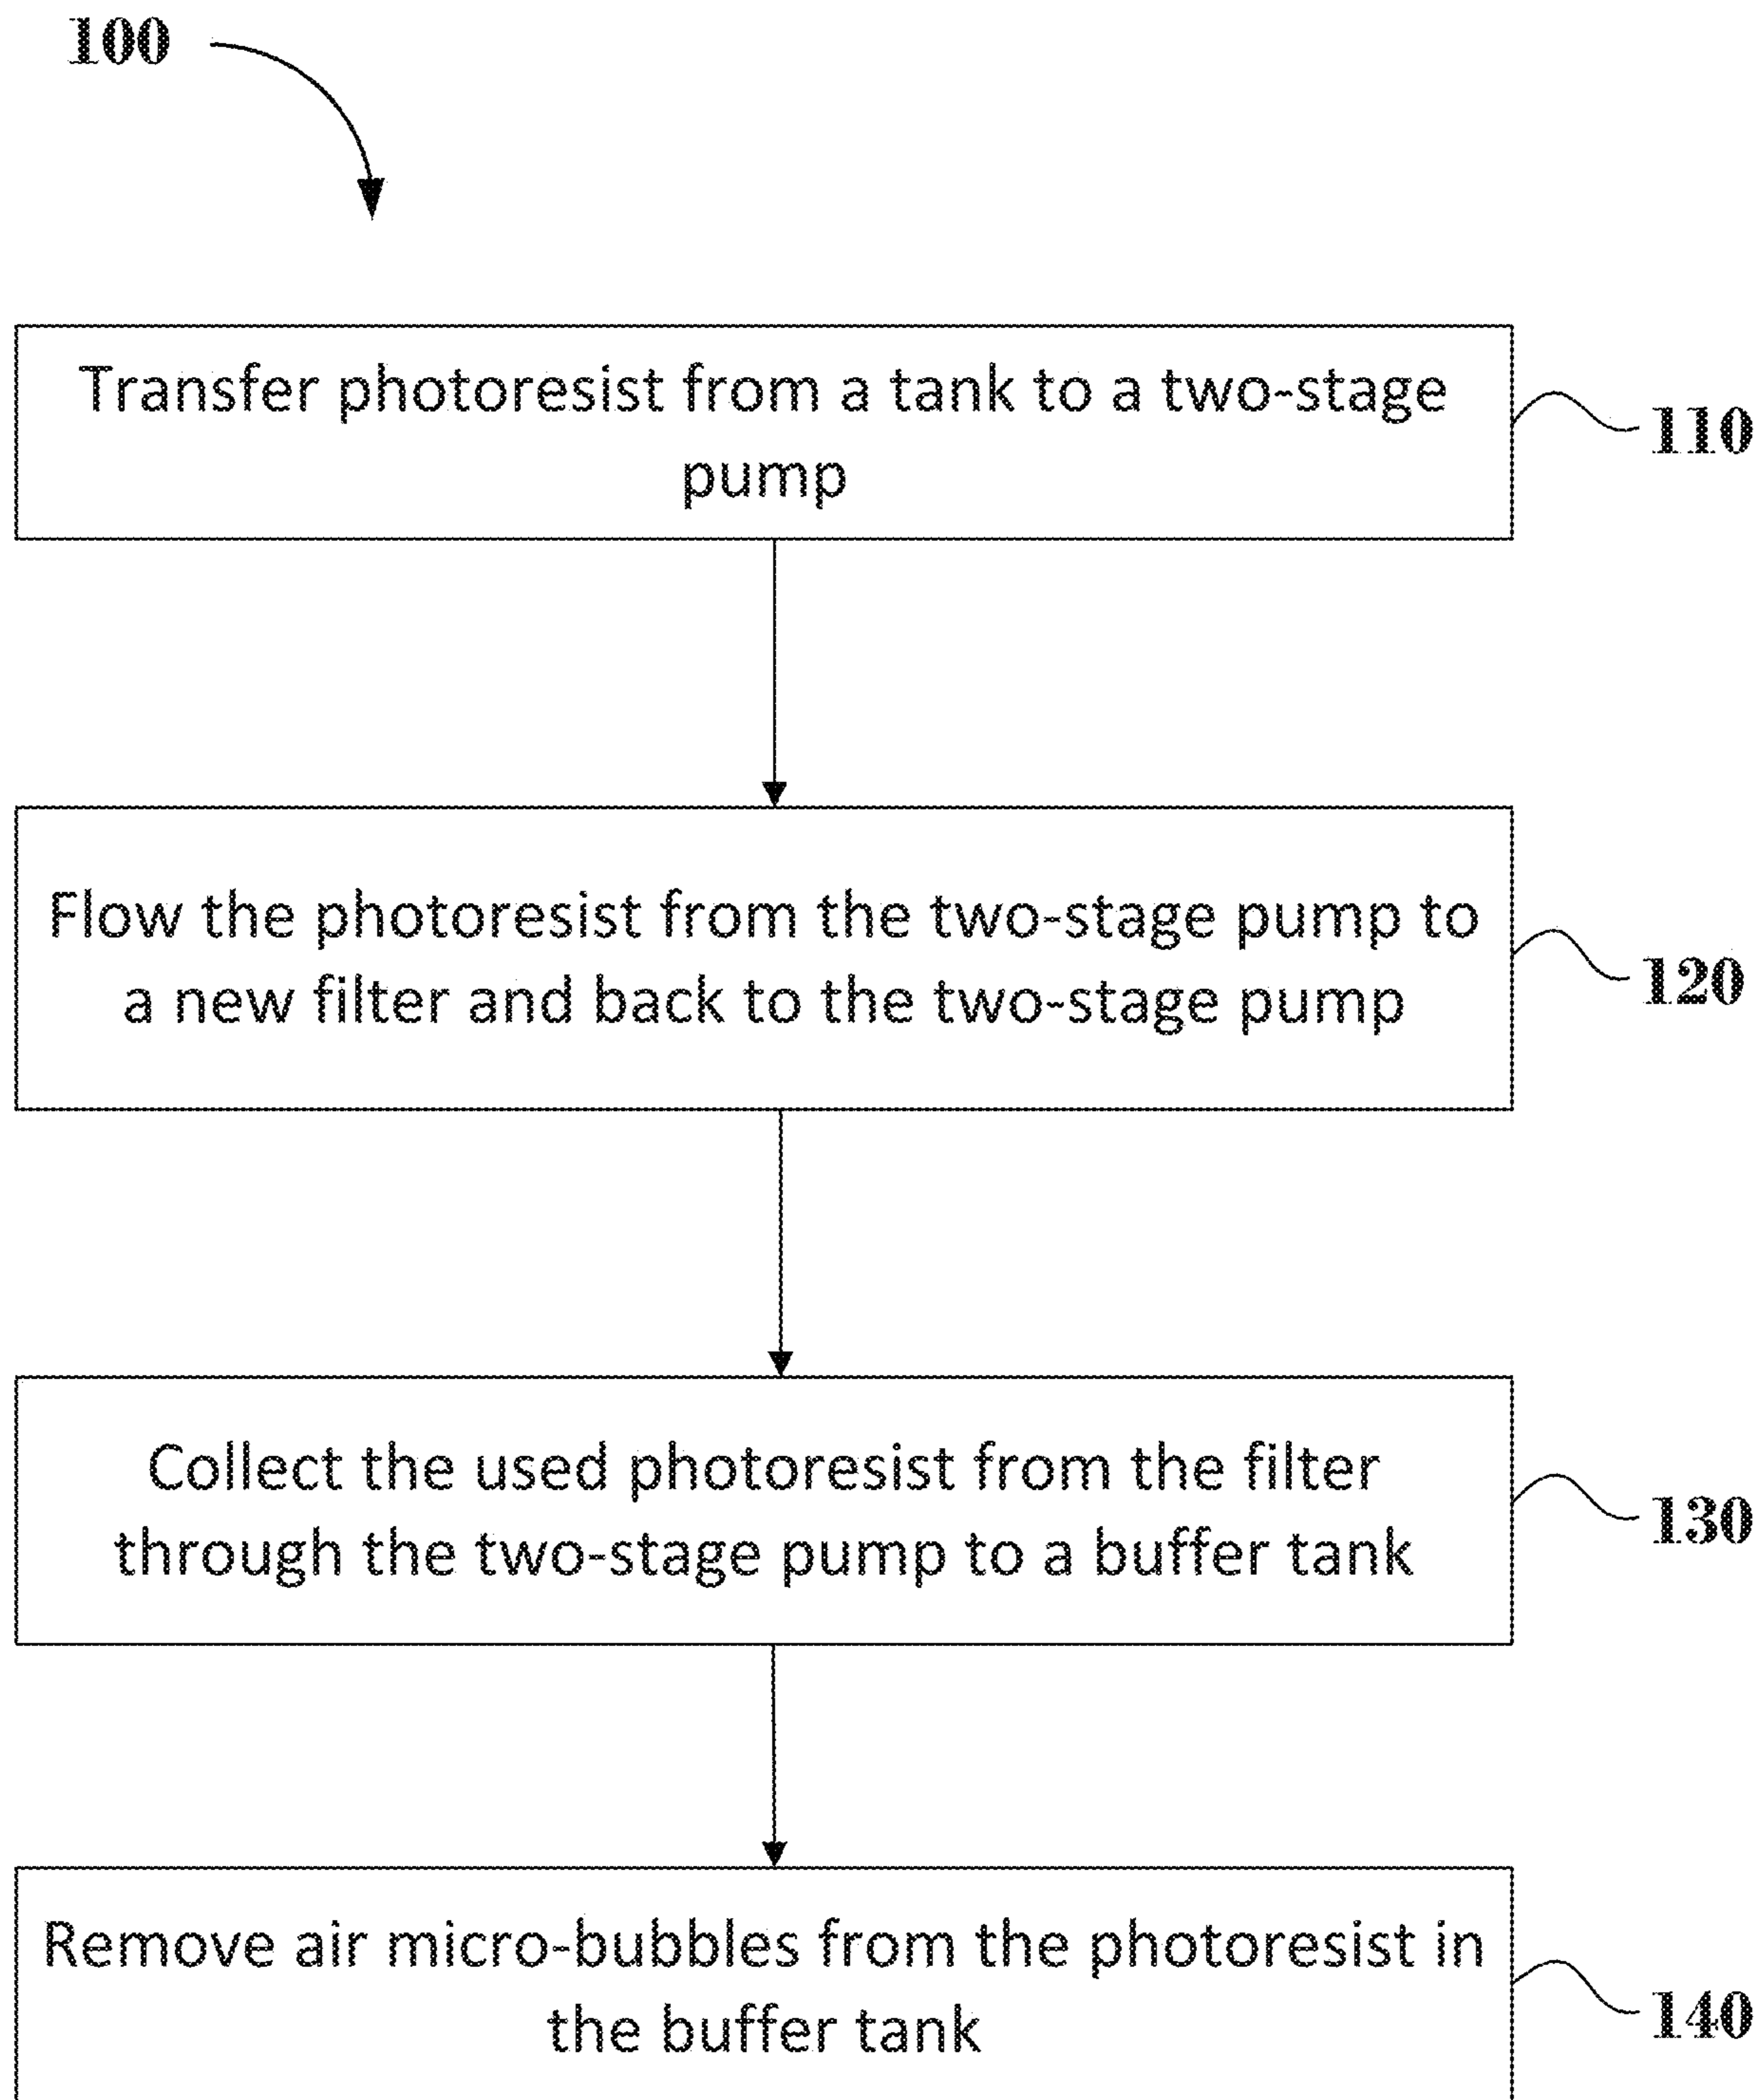 100
Transfer photoresist from a tank to a two-stage
pump
110
Flow the photoresist from the two-stage pump to
a new filter and back to the two-stage pump
120
Collect the used photoresist from the filter
through the two-stage pump to a buffer tank
130
Remove air micro-bubbles from the photoresist in
the buffer tank
140